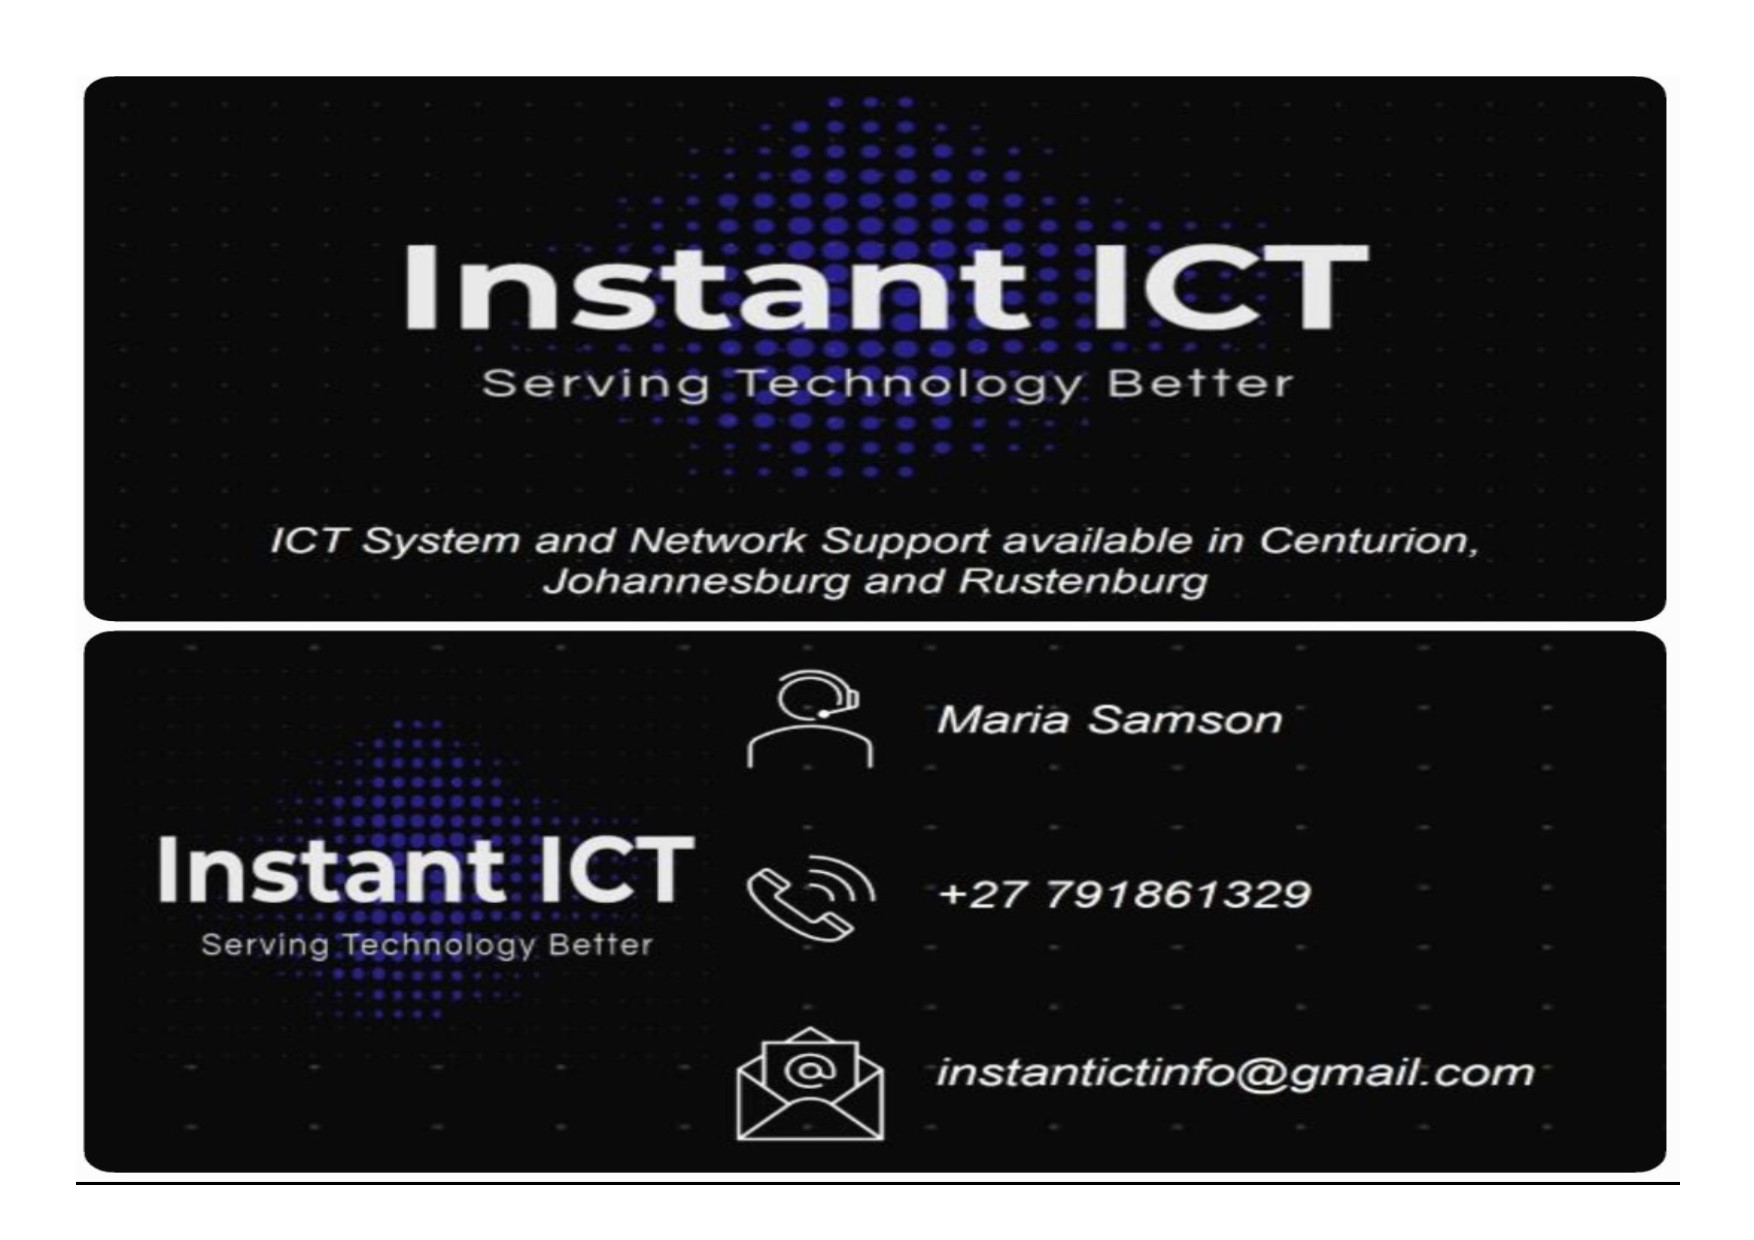 Instant ICT
Serving Technology Better
ICT System and Network Support available in Centurion,
Johannesburg and Rustenburg
Instant ICT
Serving Technology Better
Maria Samson
+27 791861329
@
instantictinfo@gmail.com